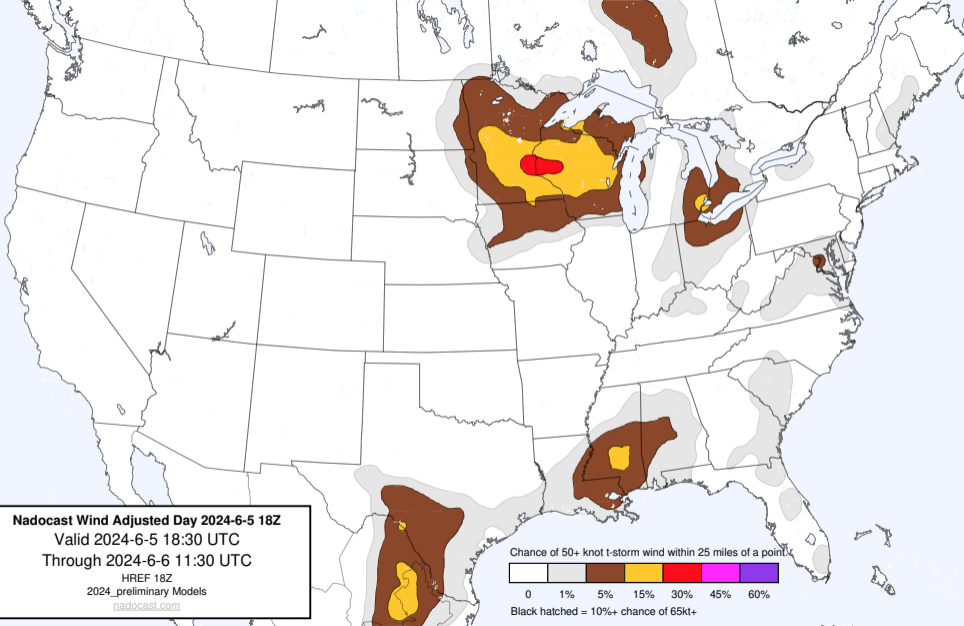 Nadocast Wind Adjusted Day 2024-6-5 18Z
Valid 2024-6-5 18:30 UTC
Through 2024-6-6 11:30 UTC
HREF 18Z
2024_preliminary Models
nadocast.com
Chance of 50+ knot t-storm wind within 25 miles of a point.
0 1% 5% 15% 30% 45% 60%
Black hatched = 10%+ chance of 65kt+